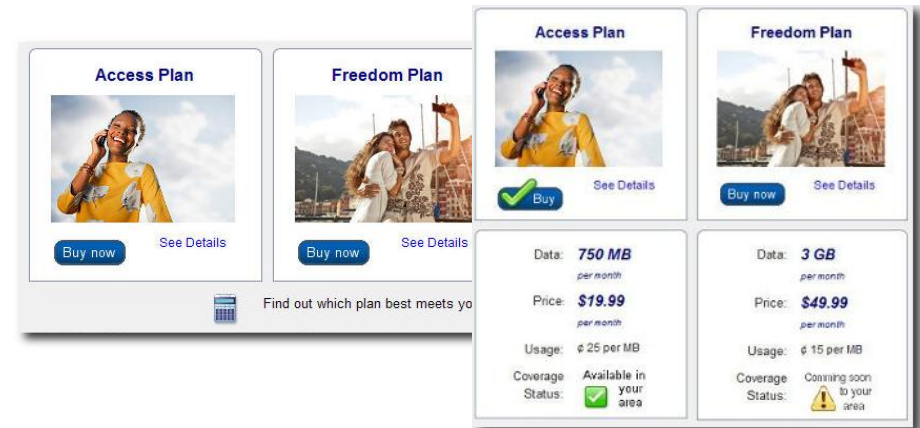 Access Plan
Freedom Plan
Buy now
See Details
Buy now
See Details
Find out which plan best meets yo
Access Plan
Freedom Plan
Buy
See Details
Buy now
See Details
Data: 750 MB
per month
Price: $19.99
per month
Usage: ¢ 25 per MB
Coverage Status: Available in
your
area
Data: 3 GB
per month
Price: $49.99
per month
Usage: ¢ 15 per MB
Coverage Status: Comming soon
to your
area